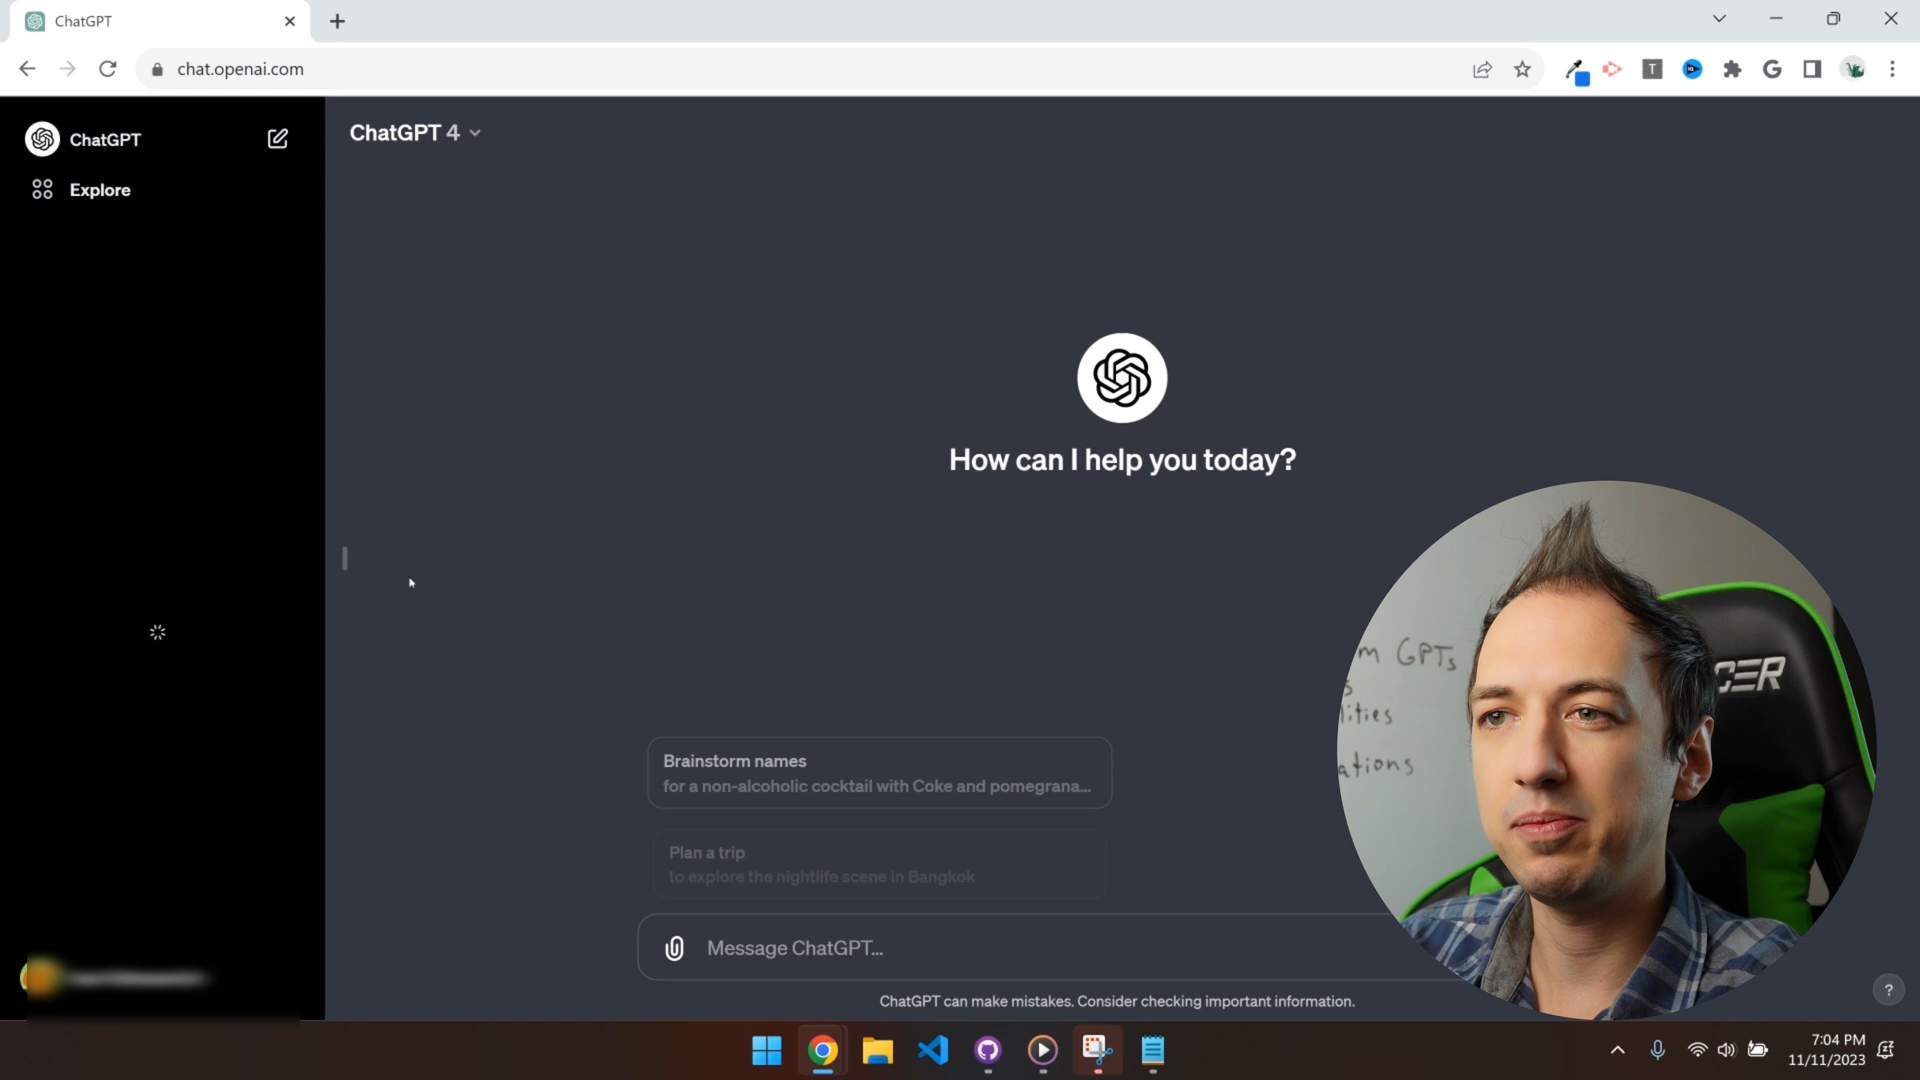 ChatGPT
chat.openai.com
ChatGPT
Explore
ChatGPT 4
How can I help you today?
m GPTs
lities
ations
CER
Brainstorm names
for a non-alcoholic cocktail with Coke and pomegrana...
Plan a trip
to explore the nightlife scene in Bangkok
Message ChatGPT...
ChatGPT can make mistakes. Consider checking important information.
?
7:04 PM
11/11/2023